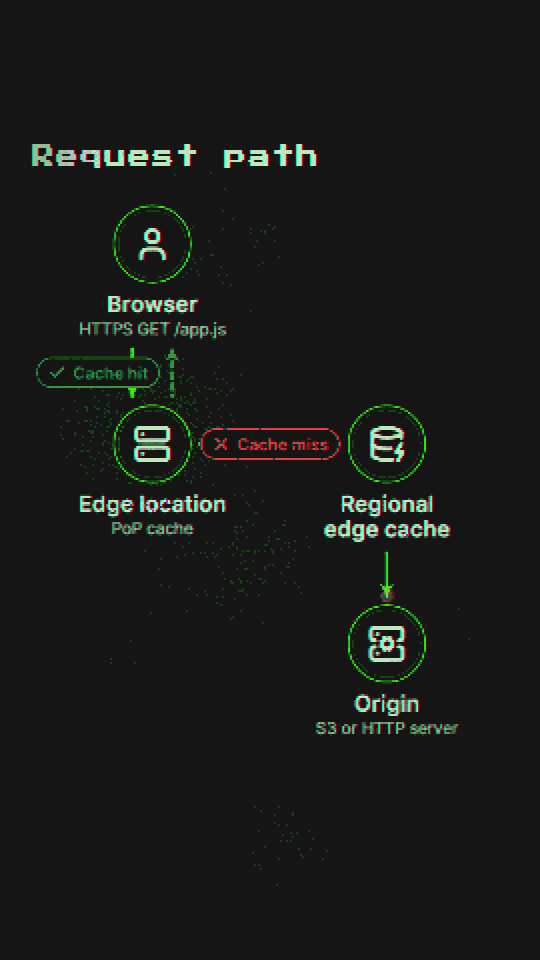 Request path
Browser
HTTPS GET /app.js
Cache hit
Cache miss
Edge location
PoP cache
Regional
edge cache
Origin
S3 or HTTP server